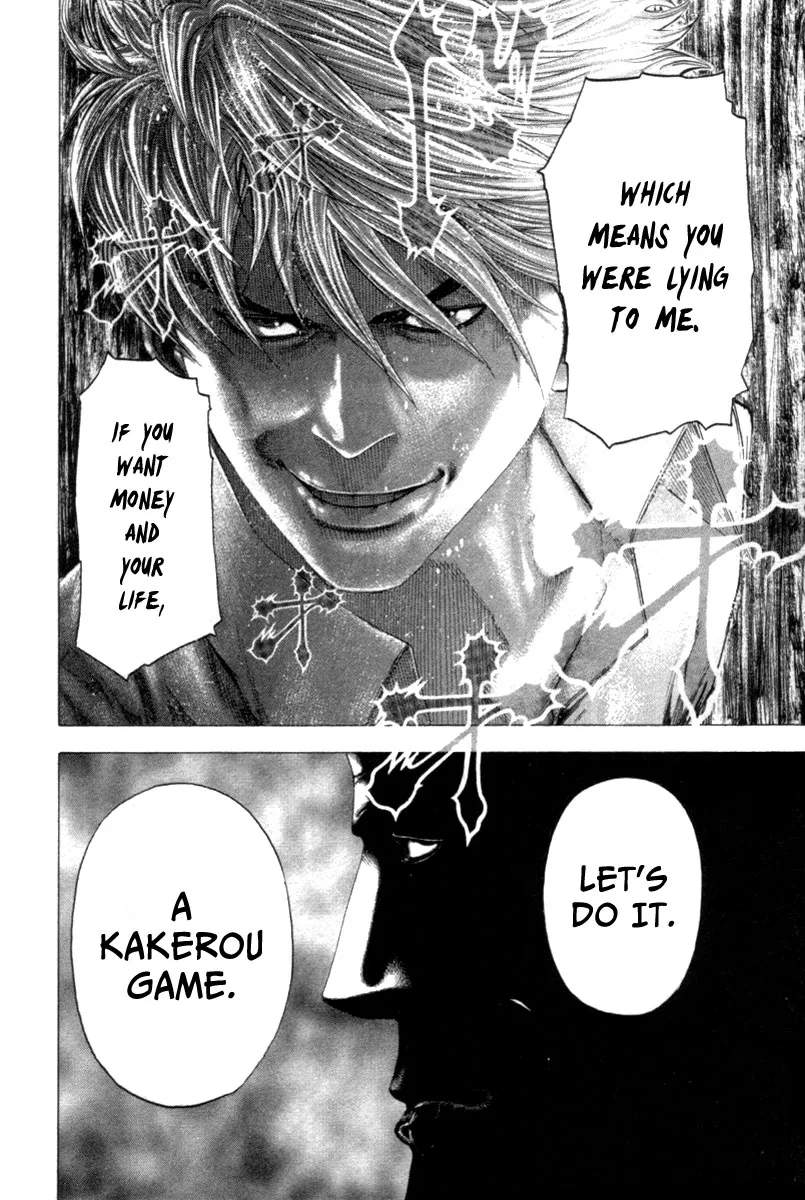 WHICH
MEANS YOU
WERE LYING
TO ME.
IF YOU
WANT
MONEY
AND
YOUR
LIFE,
LET'S
DO IT.
A
KAKEROU
GAME.